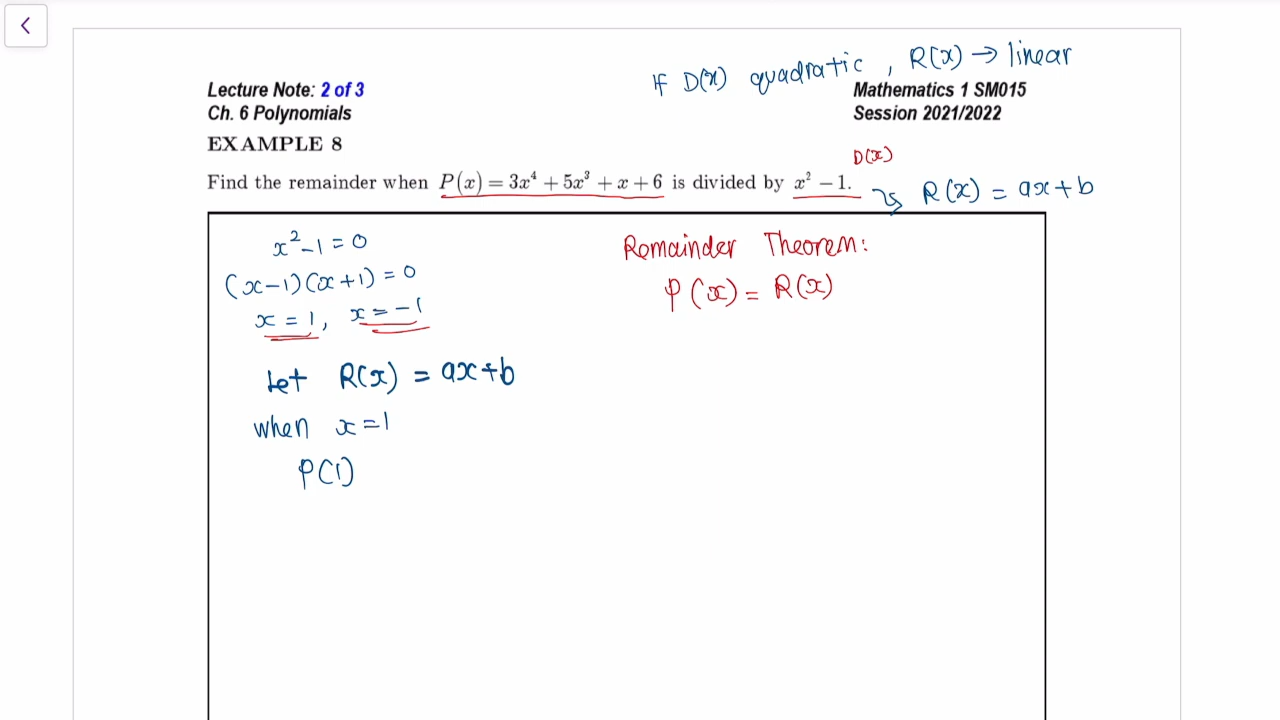 If D(x) quadratic , R(x) → linear
Lecture Note: 2 of 3
Mathematics 1 SM015
Ch. 6 Polynomials
Session 2021/2022
EXAMPLE 8
D(x)
Find the remainder when P(x) = 3x⁴ + 5x³ + x + 6 is divided by x² − 1.
R(x) = ax + b
x² − 1 = 0
(x−1)(x+1) = 0
x = 1, x = −1
Remainder Theorem:
P(x) = R(x)
Let R(x) = ax+b
when x = 1
P(1)